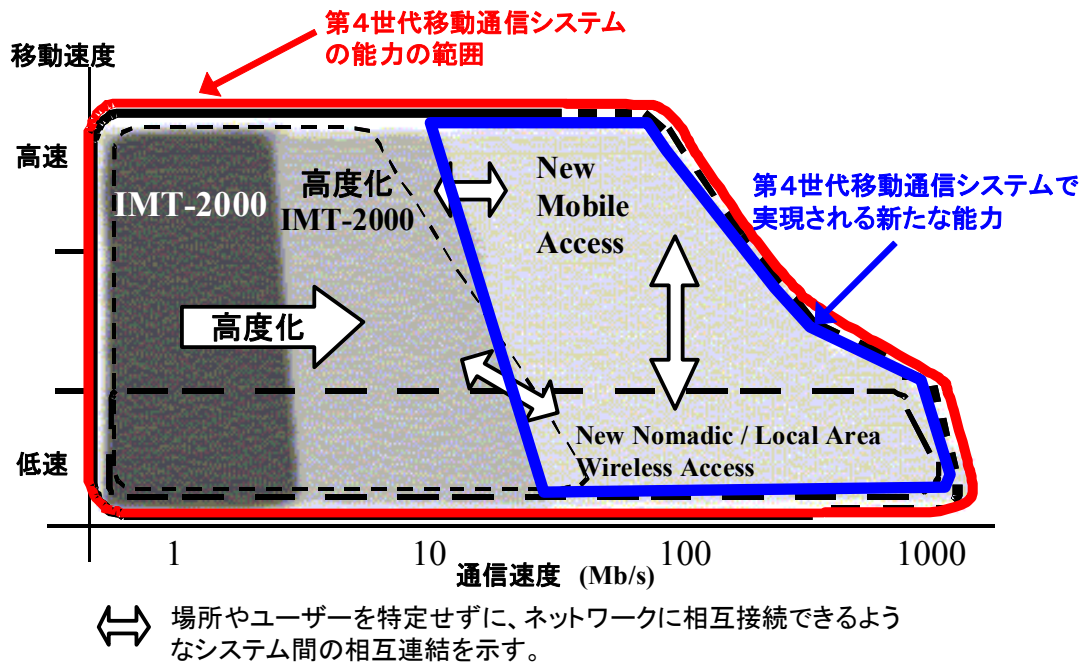 第4世代移動通信システム
の能力の範囲
移動速度
高速
IMT-2000
高度化
IMT-2000
New
Mobile
Access
第4世代移動通信システムで
実現される新たな能力
高度化
低速
New Nomadic / Local Area
Wireless Access
1
10
100
1000
通信速度 (Mb/s)
場所やユーザーを特定せずに、ネットワークに相互接続できるよう
なシステム間の相互連結を示す。